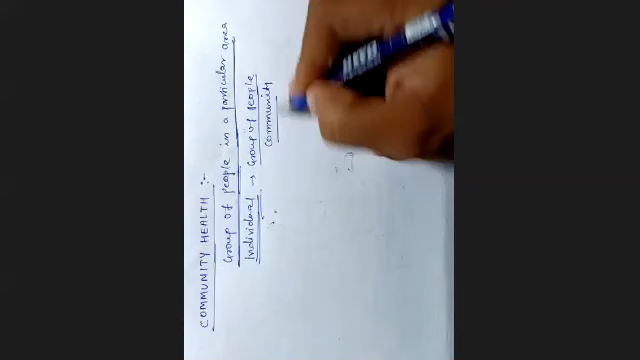 COMMUNITY HEALTH :-
Group of people in a particular area
Individual → Group of people
Community